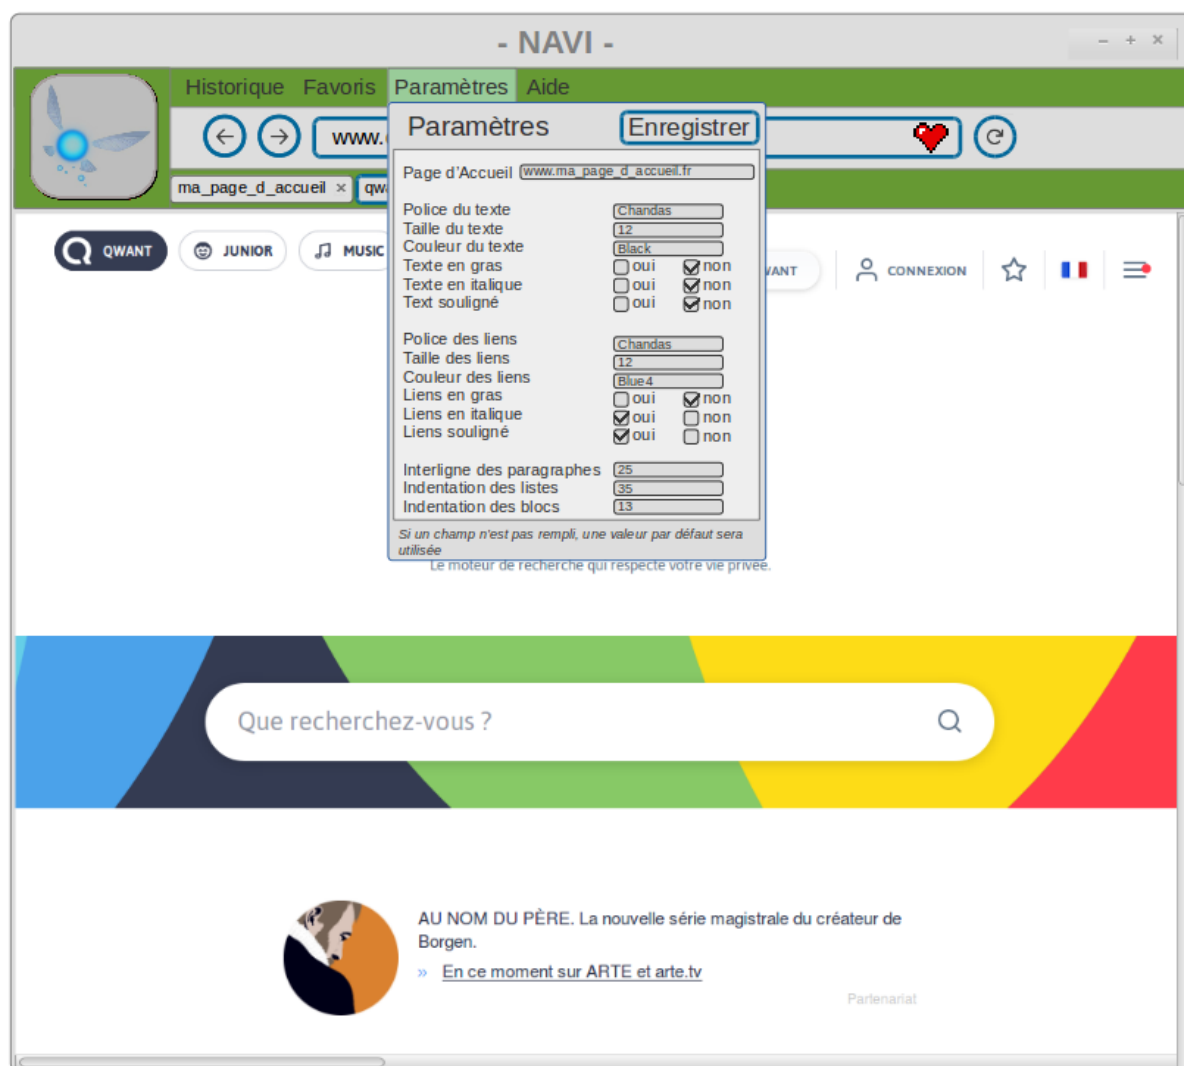 - NAVI -
Historique Favoris Paramètres Aide
www.
ma_page_d_accueil
Paramètres Enregistrer
Page d'Accueil www.ma_page_d_accueil.fr
Police du texte Chandas
Taille du texte 12
Couleur du texte Black
Texte en gras oui non
Texte en italique oui non
Text souligné oui non
Police des liens Chandas
Taille des liens 12
Couleur des liens Blue4
Liens en gras oui non
Liens en italique oui non
Liens souligné oui non
Interligne des paragraphes 25
Indentation des listes 35
Indentation des blocs 13
Si un champ n'est pas rempli, une valeur par défaut sera
utilisée
QWANT JUNIOR MUSIC CONNEXION
Le moteur de recherche qui respecte votre vie privée.
Que recherchez-vous ?
AU NOM DU PÈRE. La nouvelle série magistrale du créateur de
Borgen.
» En ce moment sur ARTE et arte.tv
Partenariat